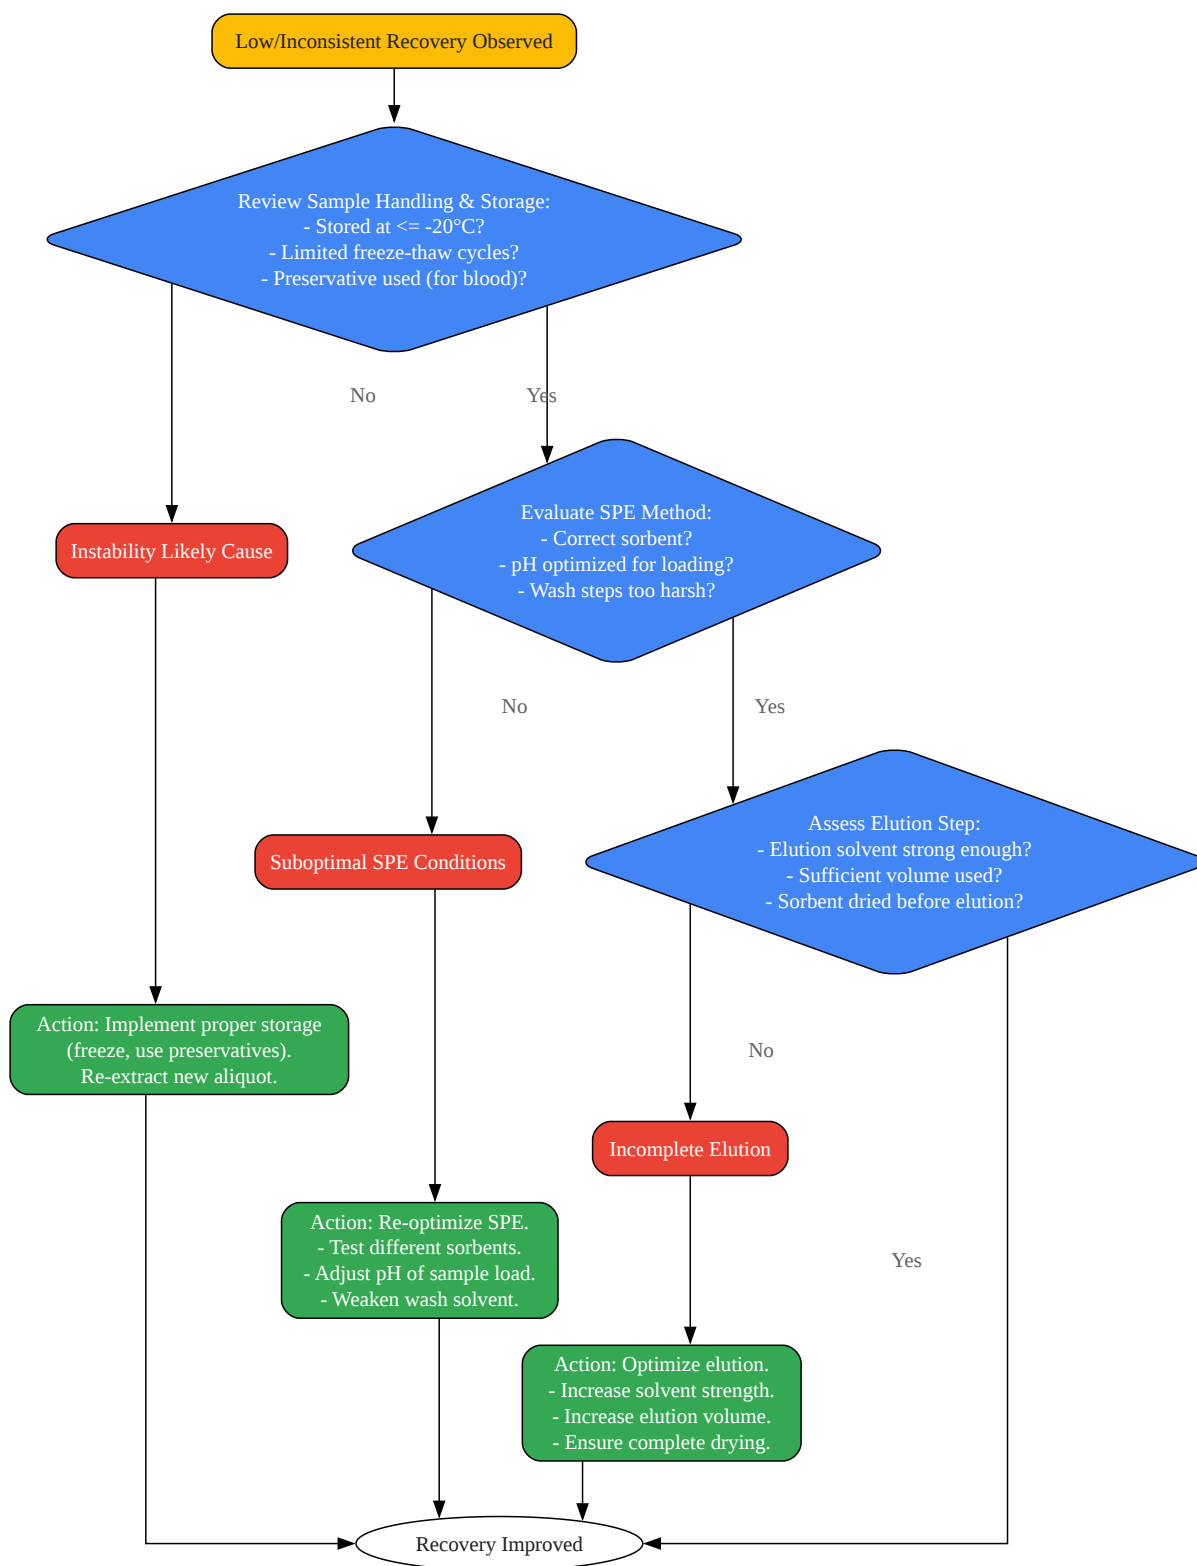 Low/Inconsistent Recovery Observed
Review Sample Handling & Storage:
- Stored at <= -20°C?
- Limited freeze-thaw cycles?
- Preservative used (for blood)?
No
Yes
Evaluate SPE Method:
- Correct sorbent?
- pH optimized for loading?
- Wash steps too harsh?
Instability Likely Cause
No
Yes
Assess Elution Step:
- Elution solvent strong enough?
- Sufficient volume used?
- Sorbent dried before elution?
Suboptimal SPE Conditions
Action: Implement proper storage
(freeze, use preservatives).
Re-extract new aliquot.
No
Incomplete Elution
Action: Re-optimize SPE.
- Test different sorbents.
- Adjust pH of sample load.
- Weaken wash solvent.
Yes
Action: Optimize elution.
- Increase solvent strength.
- Increase elution volume.
- Ensure complete drying.
Recovery Improved